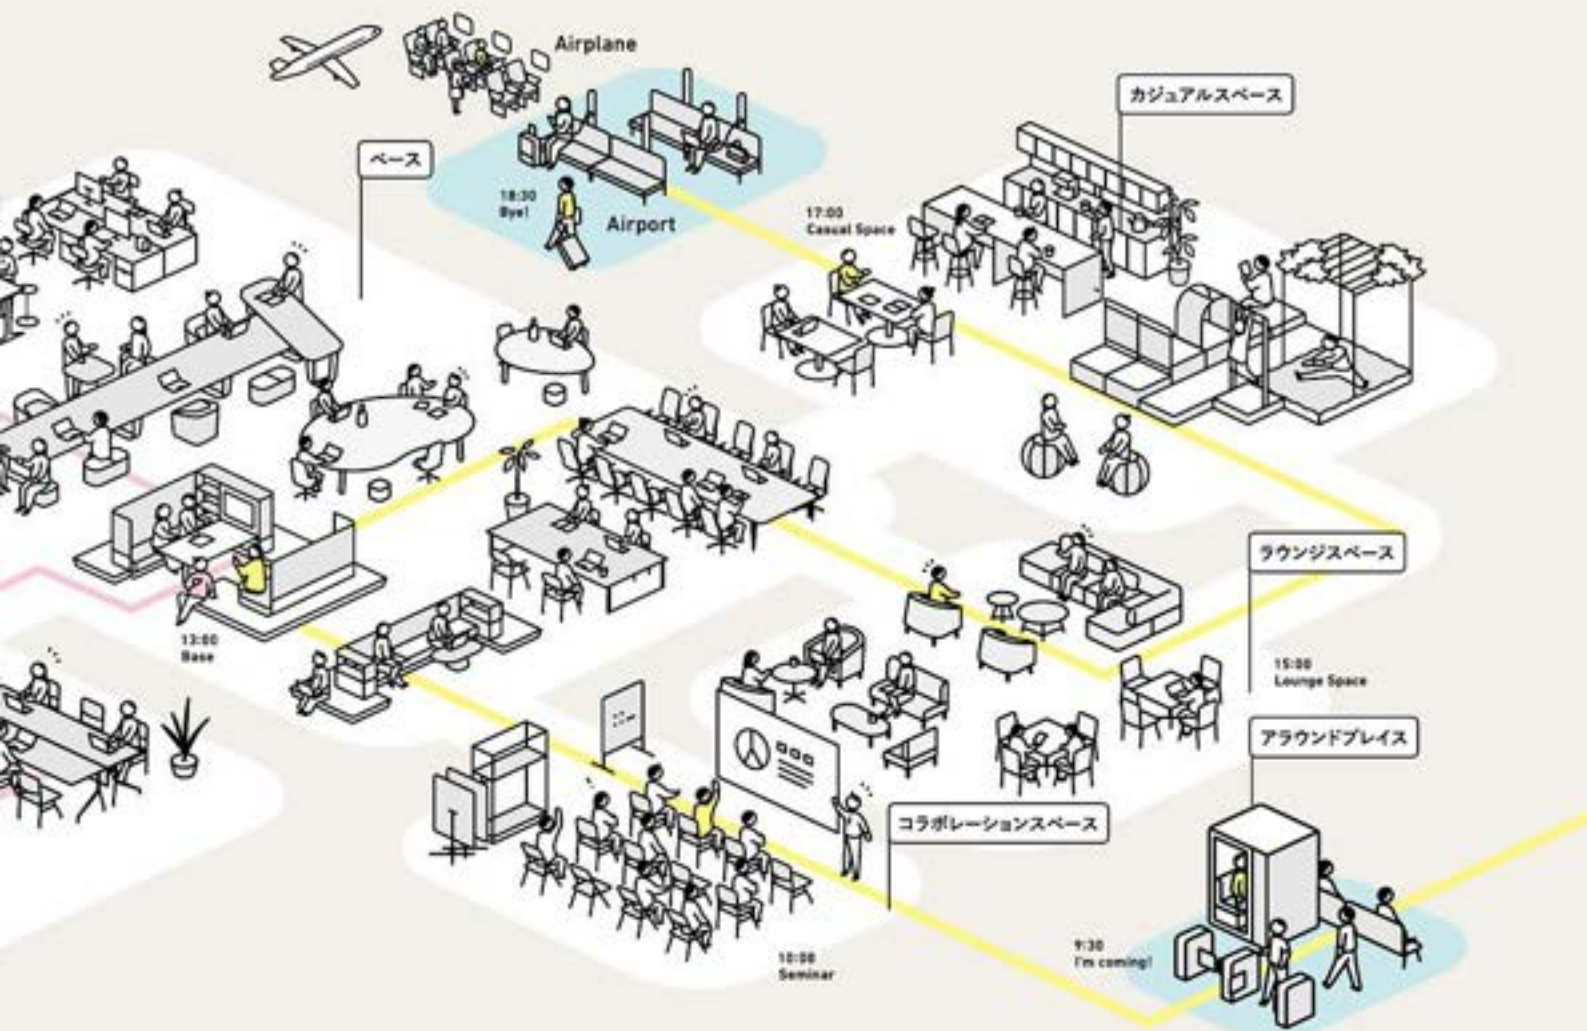 Airplane
カジュアルスペース
ベース
18:30
Bye!
Airport
17:00
Casual Space
ラウンジスペース
13:00
Base
15:00
Lounge Space
アラウンドプレイス
コラボレーションスペース
9:30
I'm coming!
10:00
Seminar